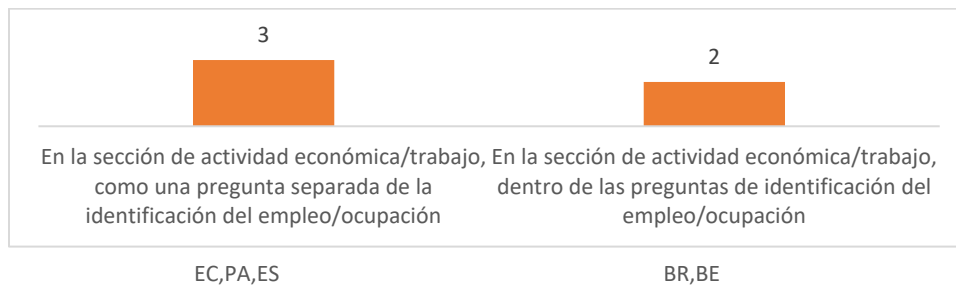 3
2
En la sección de actividad económica/trabajo,
como una pregunta separada de la
identificación del empleo/ocupación
En la sección de actividad económica/trabajo,
dentro de las preguntas de identificación del
empleo/ocupación
EC,PA,ES
BR,BE